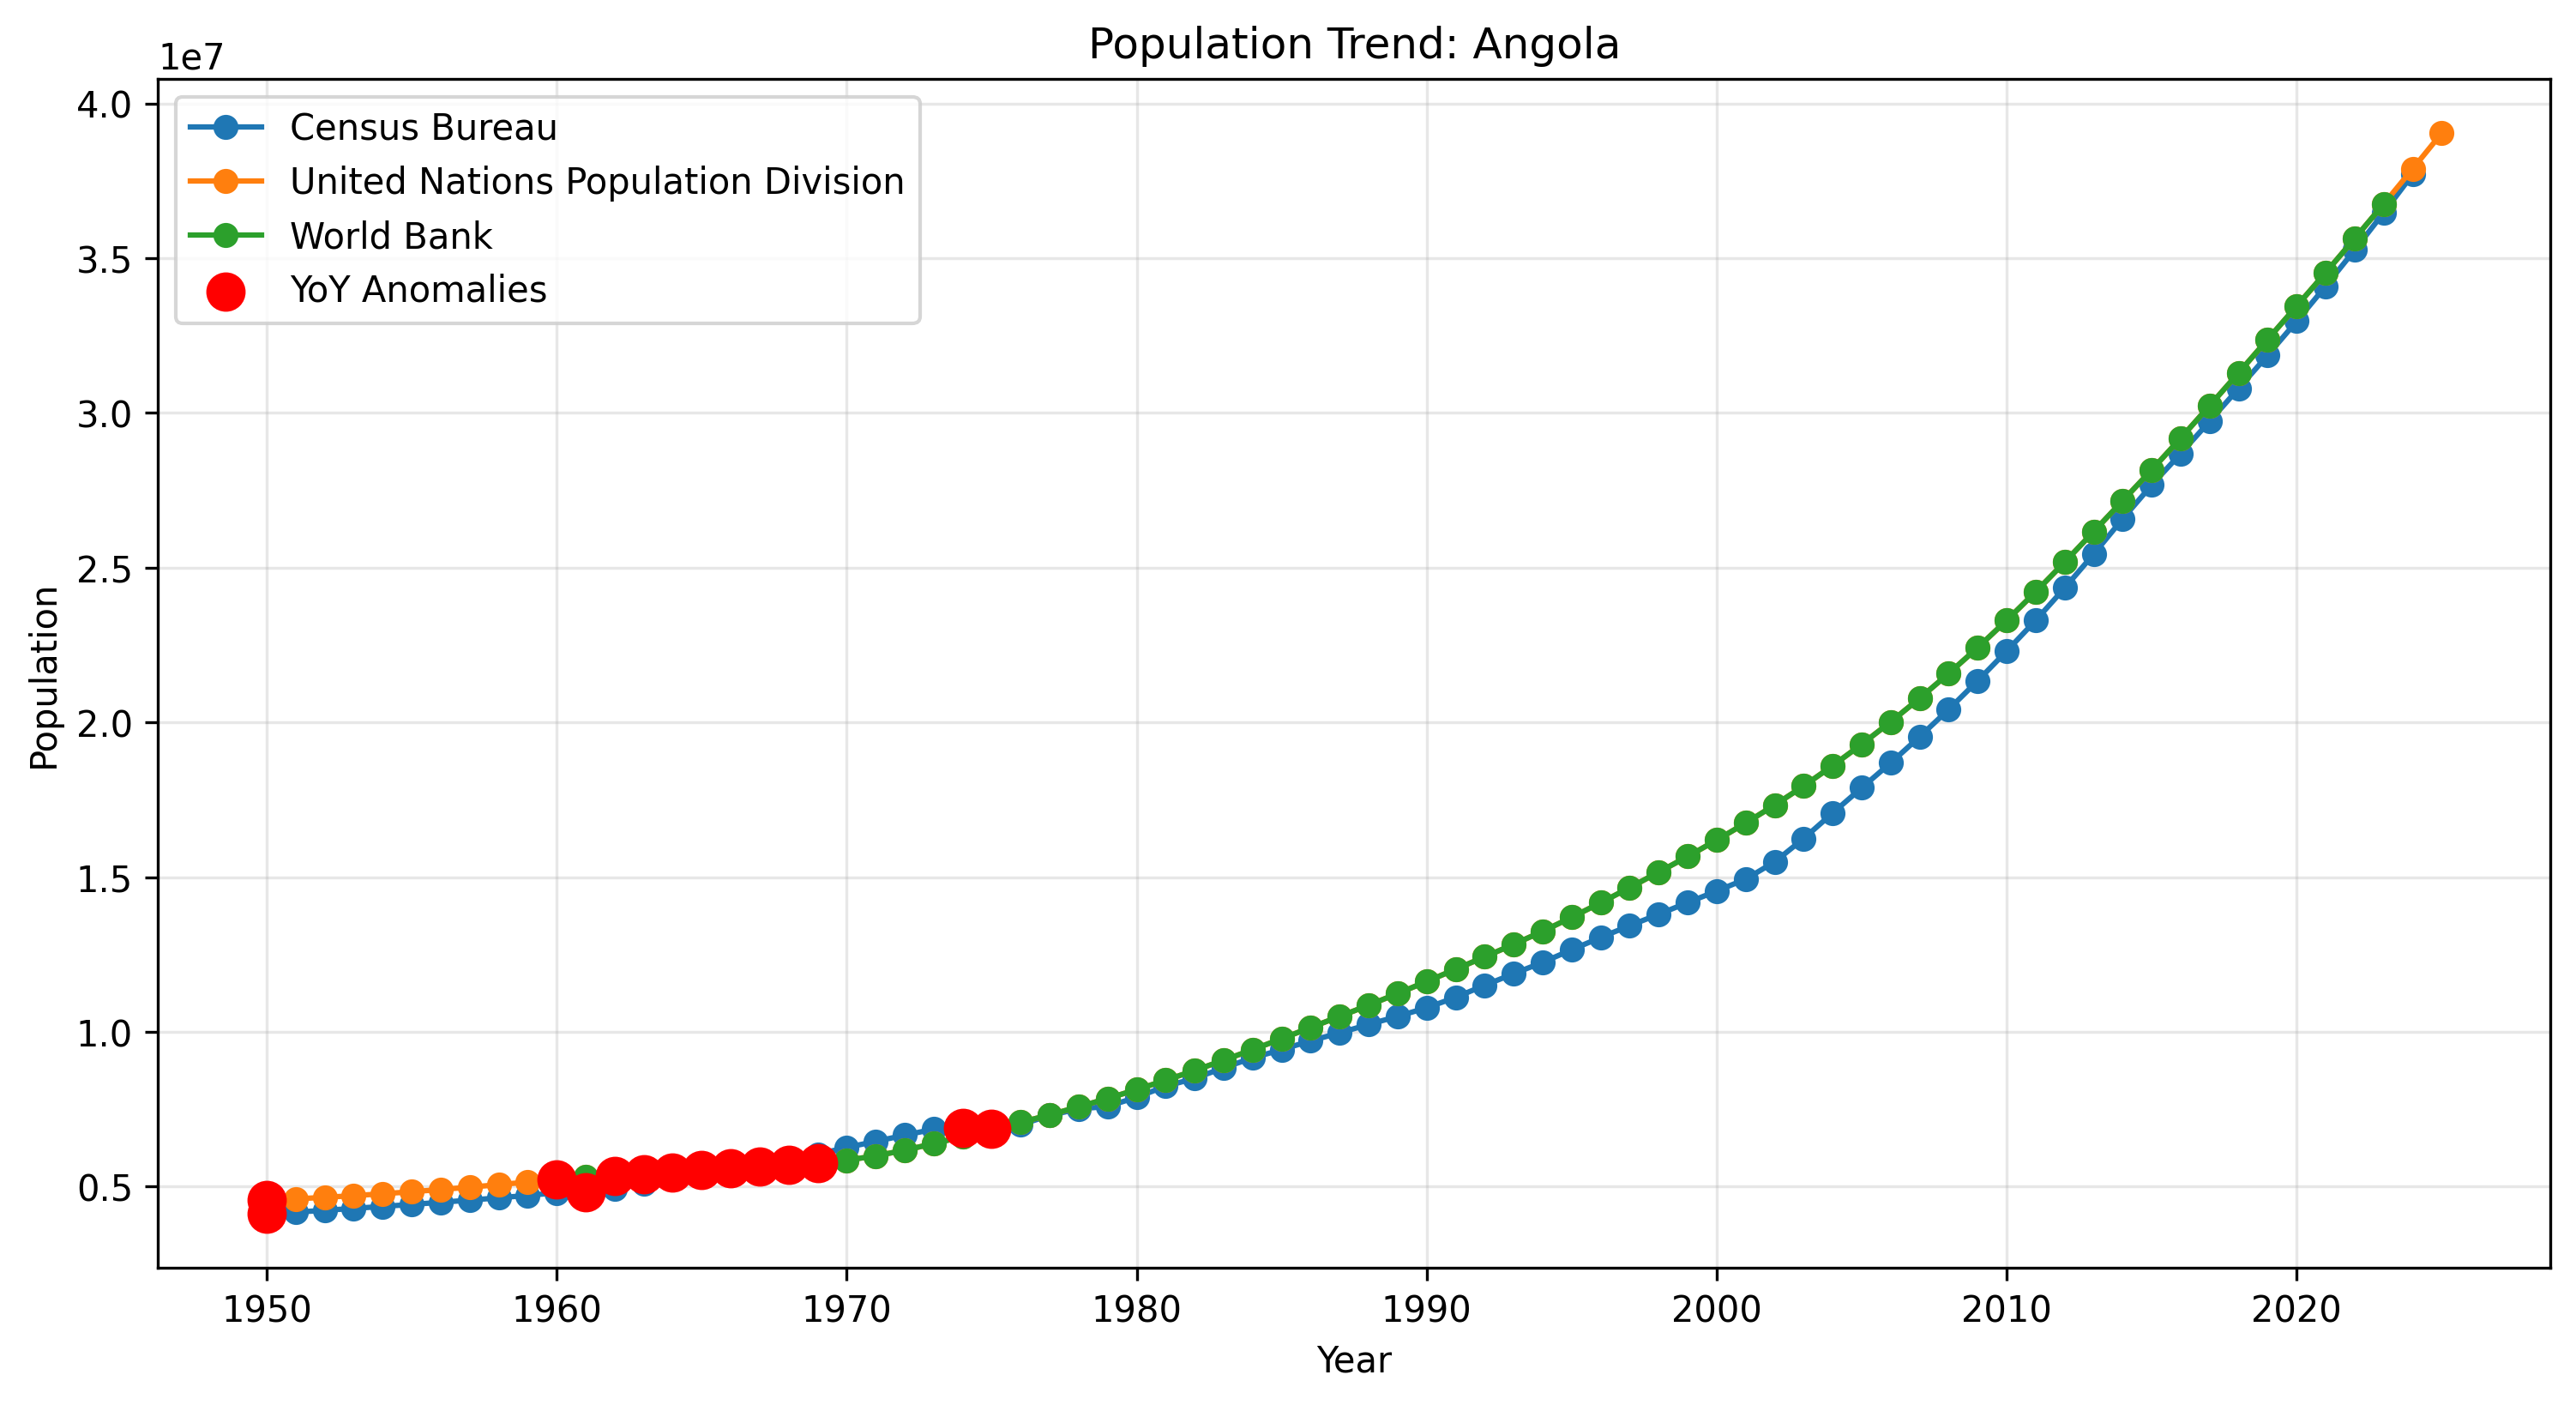 Population Trend: Angola
1e7
4.0
3.5
3.0
2.5
2.0
1.5
1.0
0.5
Population
Census Bureau
United Nations Population Division
World Bank
YoY Anomalies
1950
1960
1970
1980
1990
2000
2010
2020
Year